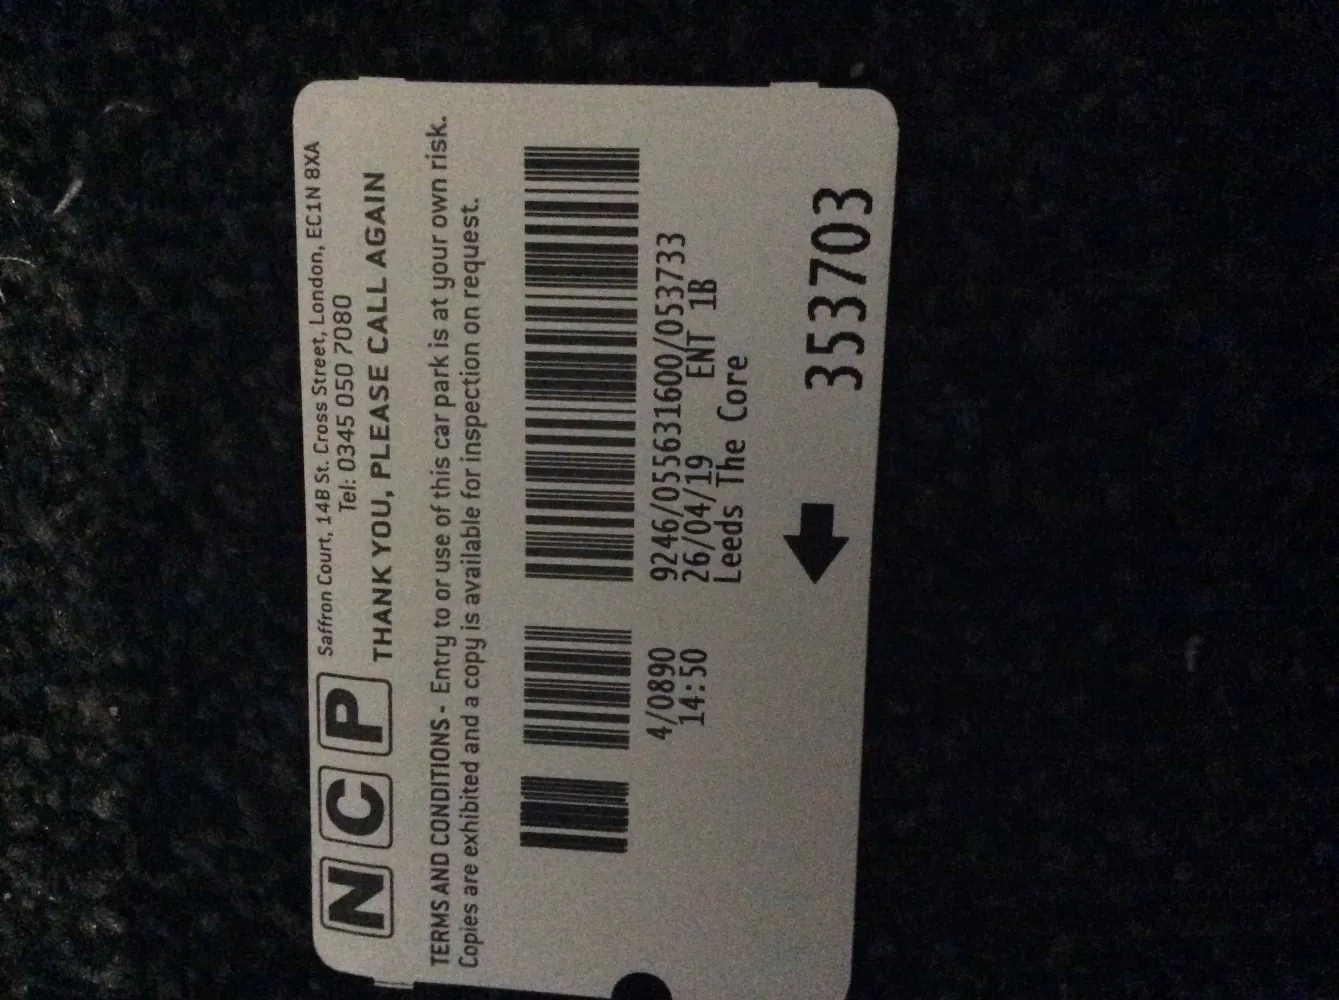 NCP
Saffron Court, 14B St. Cross Street, London, EC1N 8XA
Tel: 0345 050 7080
THANK YOU, PLEASE CALL AGAIN
TERMS AND CONDITIONS - Entry to or use of this car park is at your own risk.
Copies are exhibited and a copy is available for inspection on request.
4/0890 9246/055631600/053733
14:50 26/04/19 ENT 1B
Leeds The Core
353703